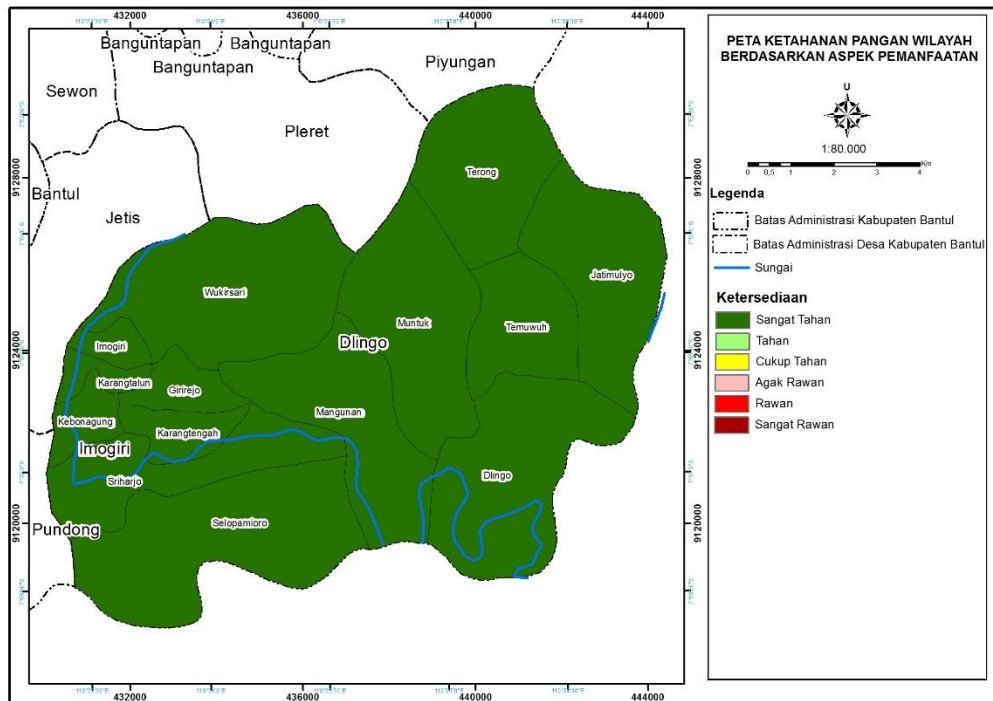 432000
436000
440000
444000
Banguntapan
Banguntapan
Banguntapan
Piyungan
Sewon
Pleret
Bantul
Jetis
Terong
Wukirsari
Jatimulyo
Muntuk
Temuwuh
Imogiri
Dlingo
Karangtalun
Girirejo
Mangunan
Kebonagung
Karangtengah
Imogiri
Sriharjo
Dlingo
Selopamioro
Pundong
9128000
9124000
9120000
9128000
9124000
9120000
432000
436000
440000
444000
PETA KETAHANAN PANGAN WILAYAH
BERDASARKAN ASPEK PEMANFAATAN
U
1:80.000
Km
0 0,5 1 2 3 4
Legenda
Batas Administrasi Kabupaten Bantul
Batas Administrasi Desa Kabupaten Bantul
Sungai
Ketersediaan
Sangat Tahan
Tahan
Cukup Tahan
Agak Rawan
Rawan
Sangat Rawan